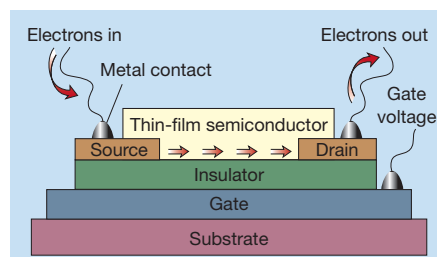 Electrons in
Electrons out
Metal contact
Gate
voltage
Thin-film semiconductor
Source
Drain
Insulator
Gate
Substrate